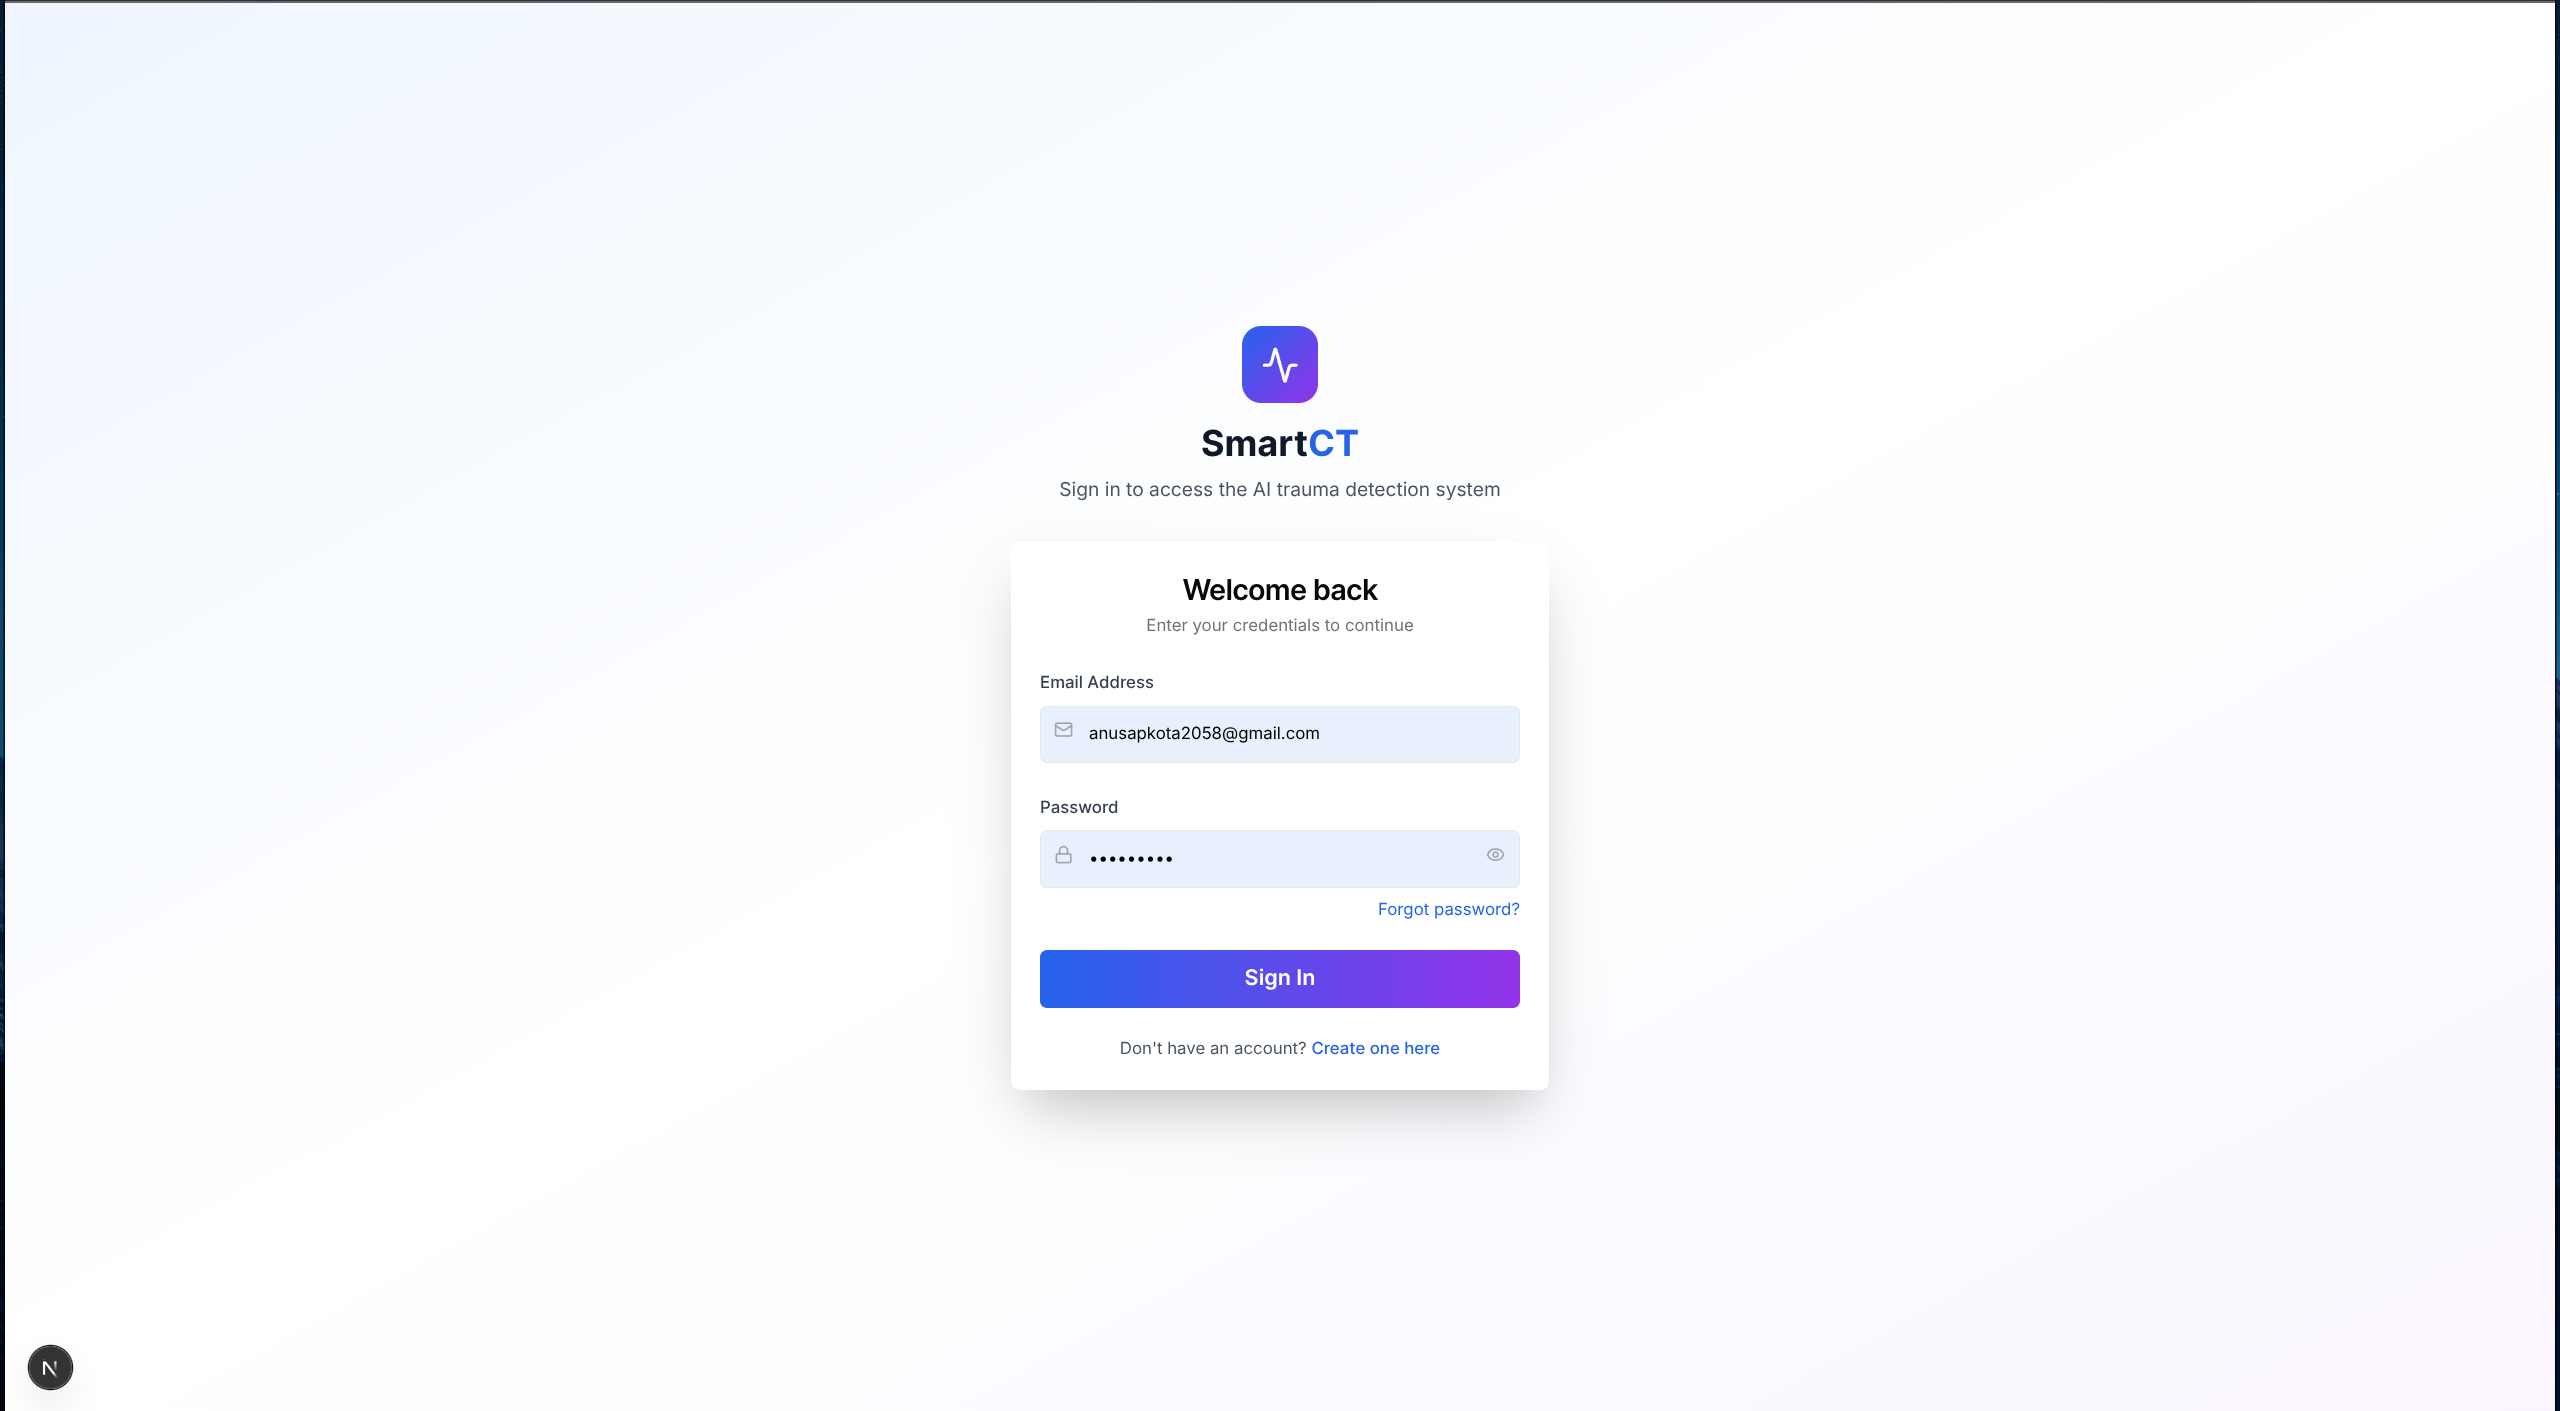 SmartCT
Sign in to access the AI trauma detection system
Welcome back
Enter your credentials to continue
Email Address
anusapkota2058@gmail.com
Password
•••••••••
Forgot password?
Sign In
Don't have an account? Create one here
N